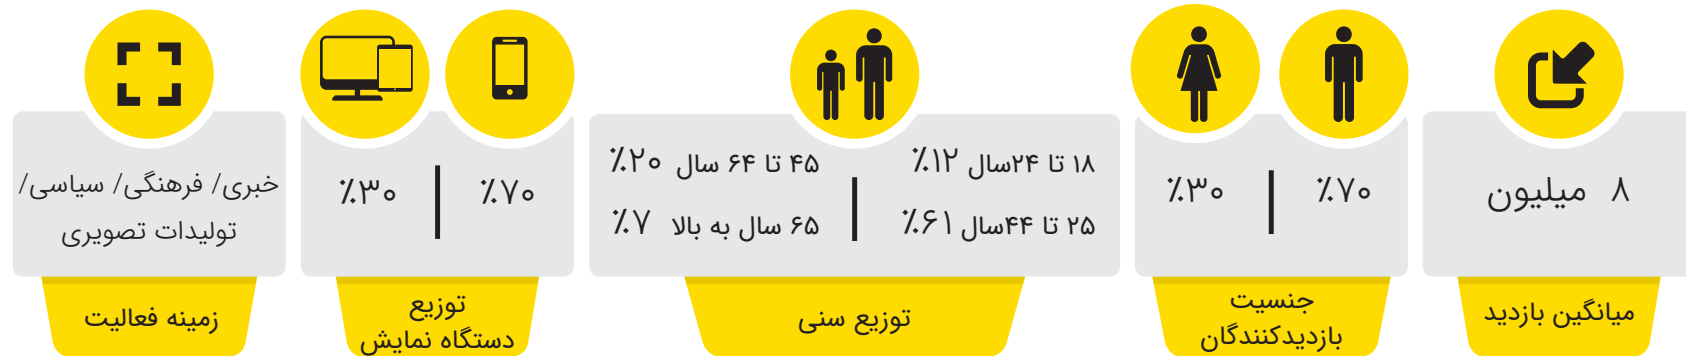 ۸ میلیون
میانگین بازدید
٪۷۰ ٪۳۰
جنسیت
بازدیدکنندگان
۱۸ تا ۲۴سال ٪۱۲
۲۵ تا ۴۴سال ٪۶۱
۴۵ تا ۶۴ سال ٪۲۰
۶۵ سال به بالا ٪۷
توزیع سنی
٪۷۰ ٪۳۰
توزیع
دستگاه نمایش
خبری/ فرهنگی/ سیاسی/
تولیدات تصویری
زمینه فعالیت